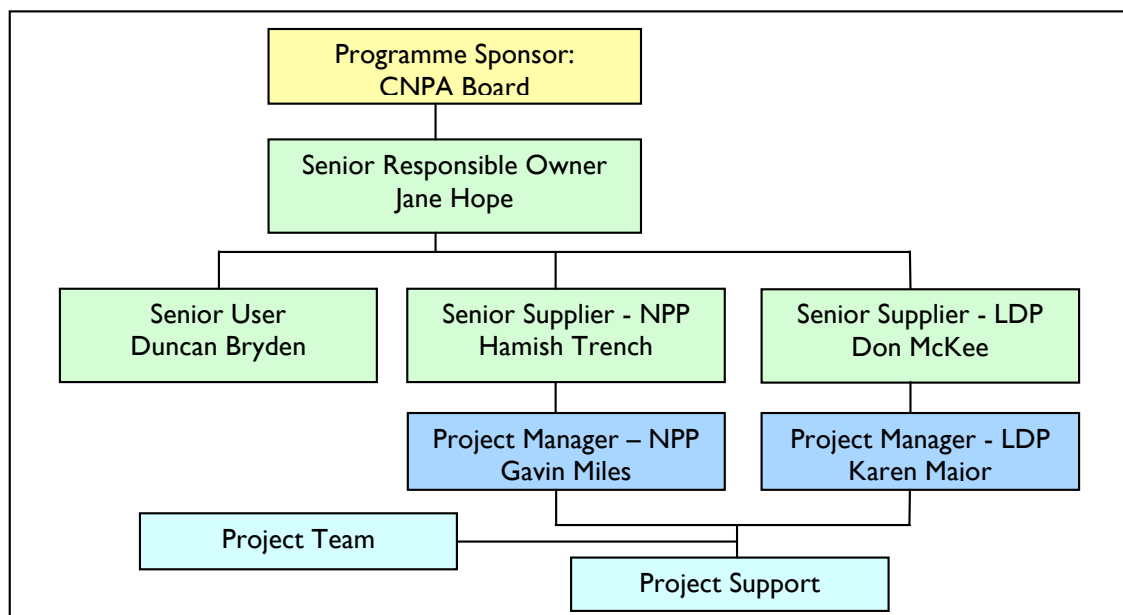 Programme Sponsor:
CNPA Board
Senior Responsible Owner
Jane Hope
Senior User
Duncan Bryden
Senior Supplier - NPP
Hamish Trench
Senior Supplier - LDP
Don McKee
Project Manager – NPP
Gavin Miles
Project Manager - LDP
Karen Major
Project Team
Project Support